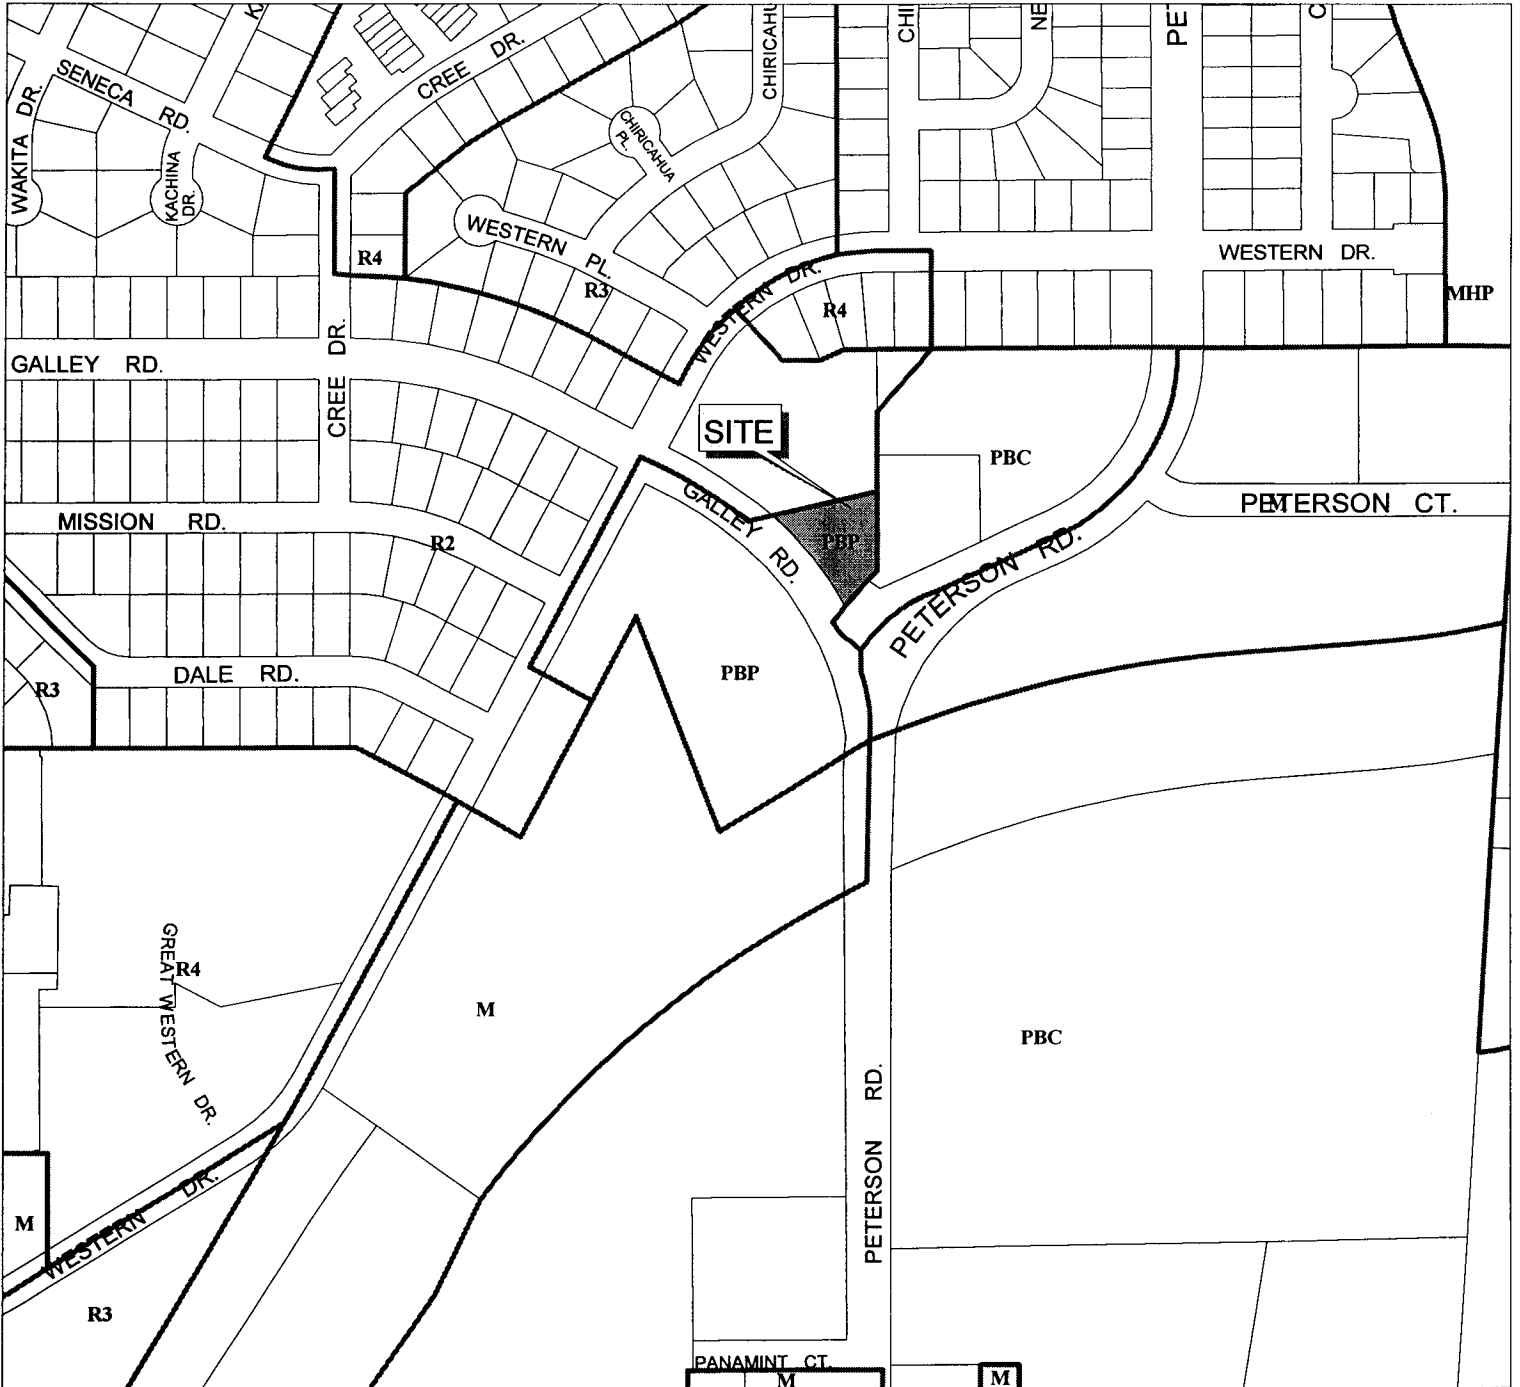 SENECA RD.
WAKITA DR.
KACHINA DR.
CREE DR.
CHIRICAHUA PL.
WESTERN PL.
R4
R3
WESTERN DR.
R4
WESTERN DR.
MHP
GALLEY RD.
CREE DR.
SITE
PBC
GALLEY RD.
PBP
PETERSON CT.
M
MISSION RD.
R2
PETERSON RD.
DALE RD.
R3
PBP
GREAT WESTERN DR.
R4
M
PBC
PETERSON RD.
WESTERN DR.
M
R3
PANAMINT CT.
M
M